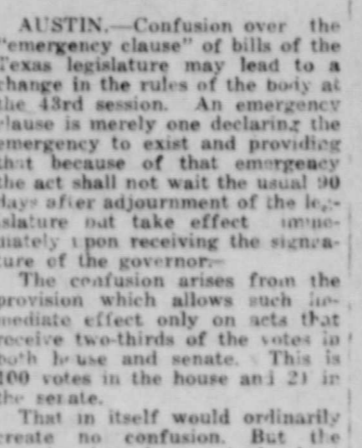 AUSTIN.—Confusion over the
"emergency clause" of bills of the
Texas legislature may lead to a
change in the rules of the body at
the 43rd session. An emergency
clause is merely one declaring the
emergency to exist and providing
that because of that emergency
the act shall not wait the usual 90
days after adjournment of the leg-
islature but take effect imme-
diately upon receiving the signa-
ture of the governor.—
The confusion arises from the
provision which allows such im-
mediate effect only on acts that
receive two-thirds of the votes in
both house and senate. This is
100 votes in the house and 21 in
the senate.
That in itself would ordinarily
create no confusion. But the